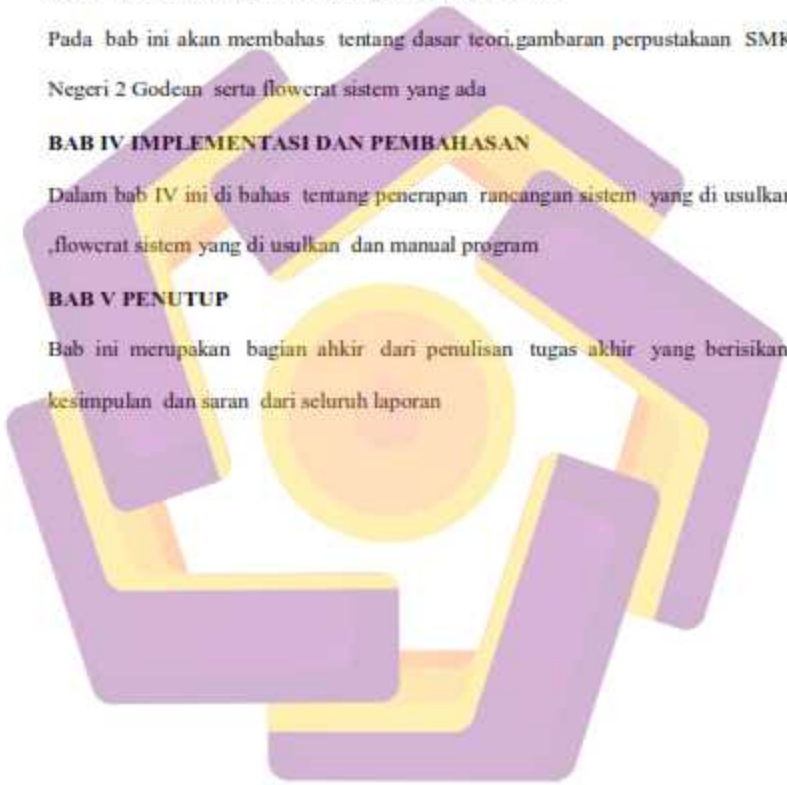 Pada bab ini akan membahas tentang dasar teori,gambaran perpustakaan SMK
Negeri 2 Godean serta flowcrat sistem yang ada
BAB IV IMPLEMENTASI DAN PEMBAHASAN
Dalam bab IV ini di bahas tentang penerapan rancangan sistem yang di usulkan
,flowcrat sistem yang di usulkan dan manual program
BAB V PENUTUP
Bab ini merupakan bagian ahkir dari penulisan tugas akhir yang berisikan
kesimpulan dan saran dari seluruh laporan